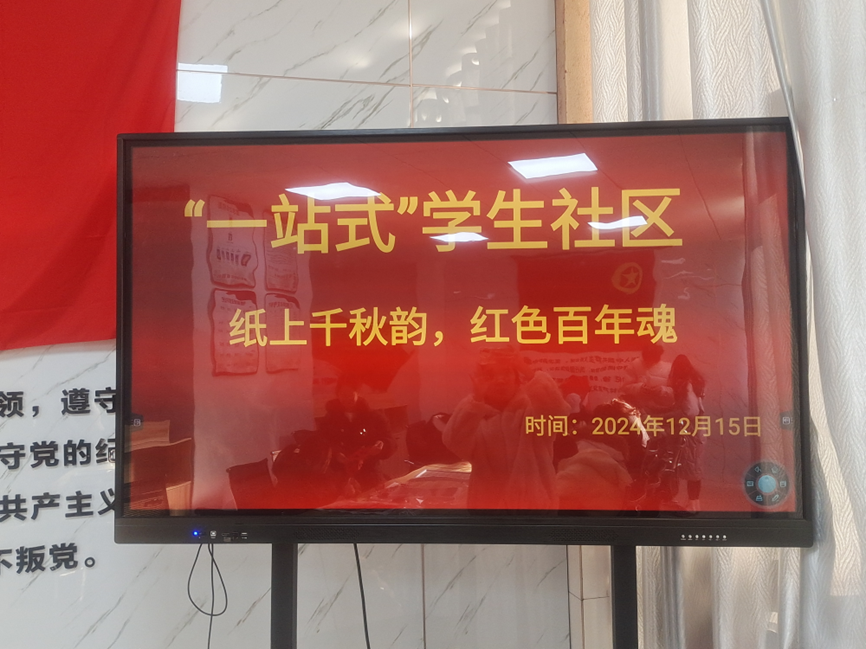 “一站式”学生社区
纸上千秋韵，红色百年魂
时间：2024年12月15日
领，遵守
守党的
共产主义
不叛党。